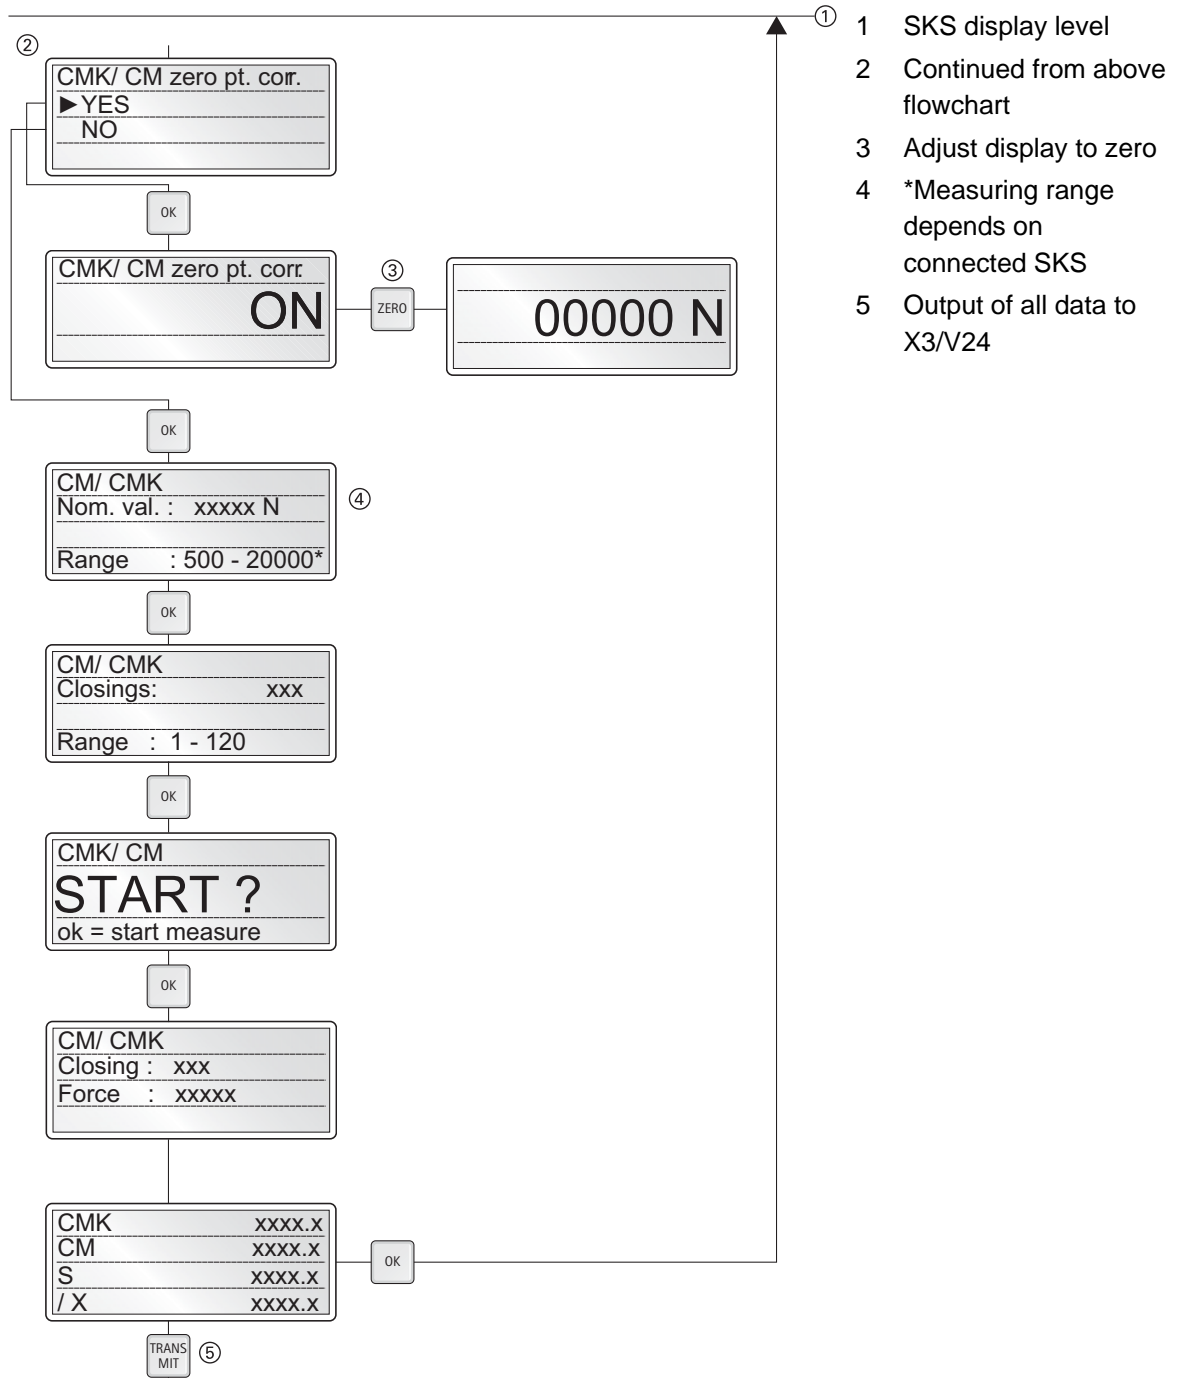 ①
②
CMK/ CM zero pt. corr.
►YES
NO
OK
CMK/ CM zero pt. corr.
ON
③
ZERO
00000 N
OK
CM/ CMK
Nom. val. : xxxxx N
Range : 500 - 20000*
④
OK
CM/ CMK
Closings: xxx
Range : 1 - 120
OK
CMK/ CM
START ?
ok = start measure
OK
CM/ CMK
Closing : xxx
Force : xxxxx
CMK xxxx.x
CM xxxx.x
S xxxx.x
/ X xxxx.x
OK
TRANS
MIT
⑤
1 SKS display level
2 Continued from above
flowchart
3 Adjust display to zero
4 *Measuring range
depends on
connected SKS
5 Output of all data to
X3/V24